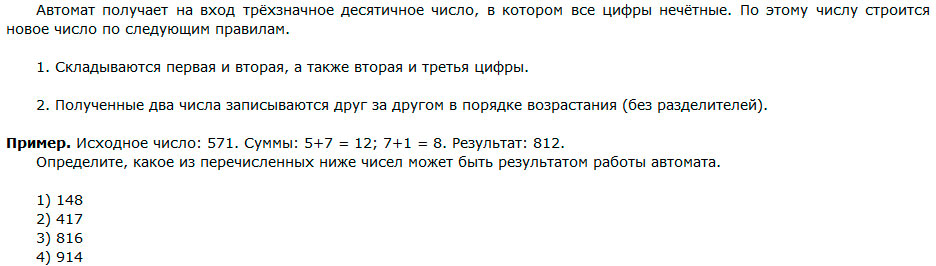 Автомат получает на вход трёхзначное десятичное число, в котором все цифры нечётные. По этому числу строится
новое число по следующим правилам.
1. Складываются первая и вторая, а также вторая и третья цифры.
2. Полученные два числа записываются друг за другом в порядке возрастания (без разделителей).
Пример. Исходное число: 571. Суммы: 5+7 = 12; 7+1 = 8. Результат: 812.
Определите, какое из перечисленных ниже чисел может быть результатом работы автомата.
1) 148
2) 417
3) 816
4) 914